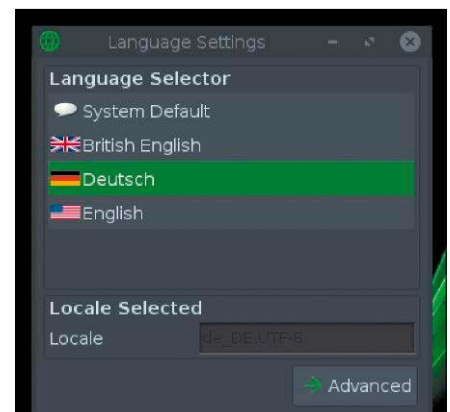 Language Settings
Language Selector
System Default
British English
Deutsch
English
Locale Selected
Locale de_DE.UTF-8
Advanced